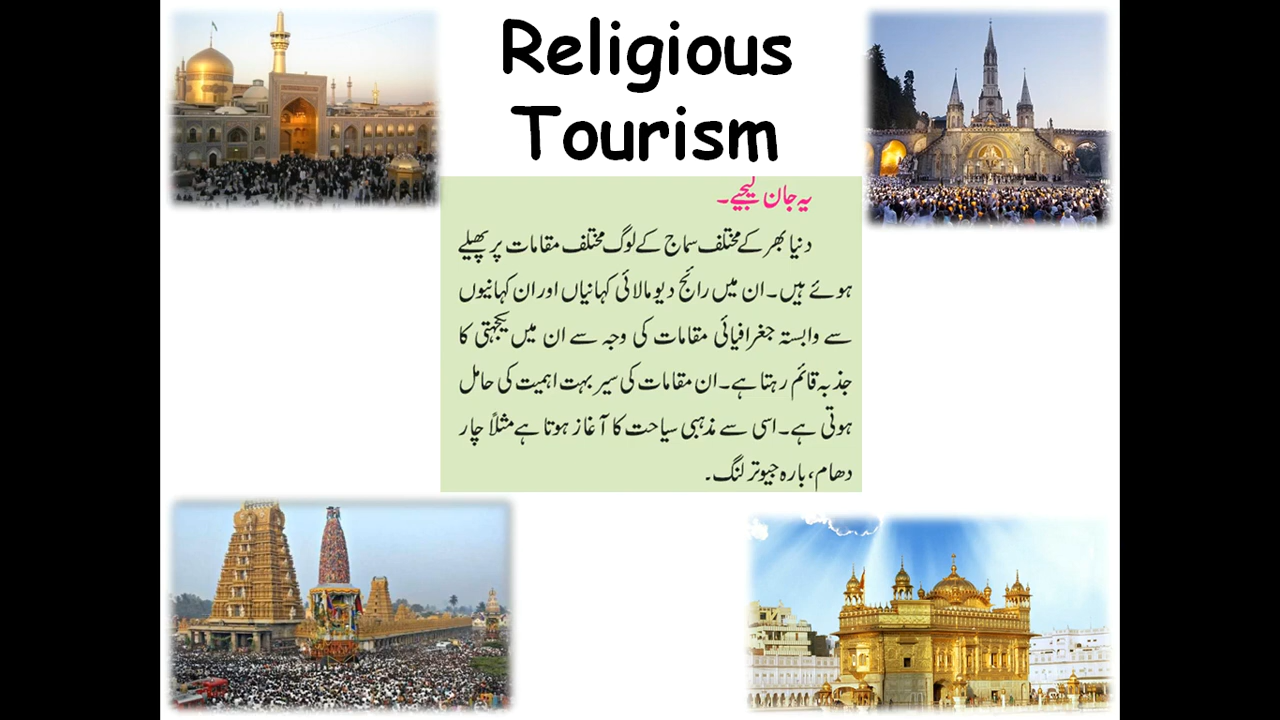 Religious
Tourism
یہ جان لیجیے۔
دنیا بھر کے مختلف سماج کے لوگ مختلف مقامات پر پھیلے
ہوئے ہیں۔ ان میں رائج دیومالائی کہانیاں اور ان کہانیوں
سے وابستہ جغرافیائی مقامات کی وجہ سے ان میں یکجہتی کا
جذبہ قائم رہتا ہے۔ ان مقامات کی سیر بہت اہمیت کی حامل
ہوتی ہے۔ اسی سے مذہبی سیاحت کا آغاز ہوتا ہے مثلاً چار
دھام، بارہ جیوتر لنگ۔